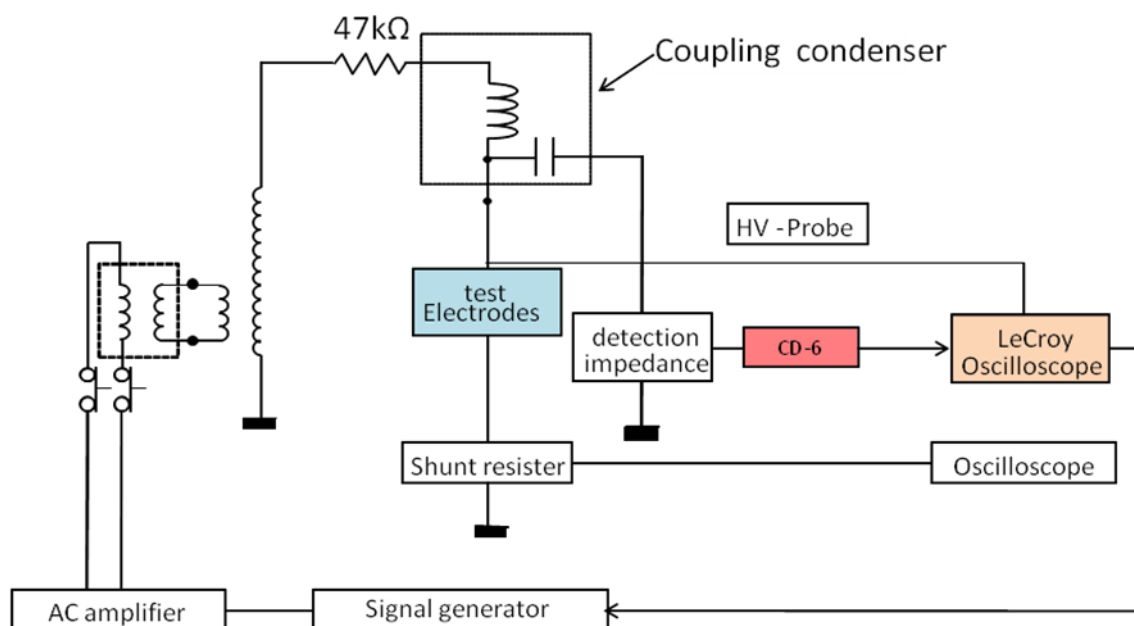 47kΩ
Coupling condenser
HV -Probe
test
Electrodes
detection
impedance
CD-6
LeCroy
Oscilloscope
Shunt resister
Oscilloscope
AC amplifier
Signal generator